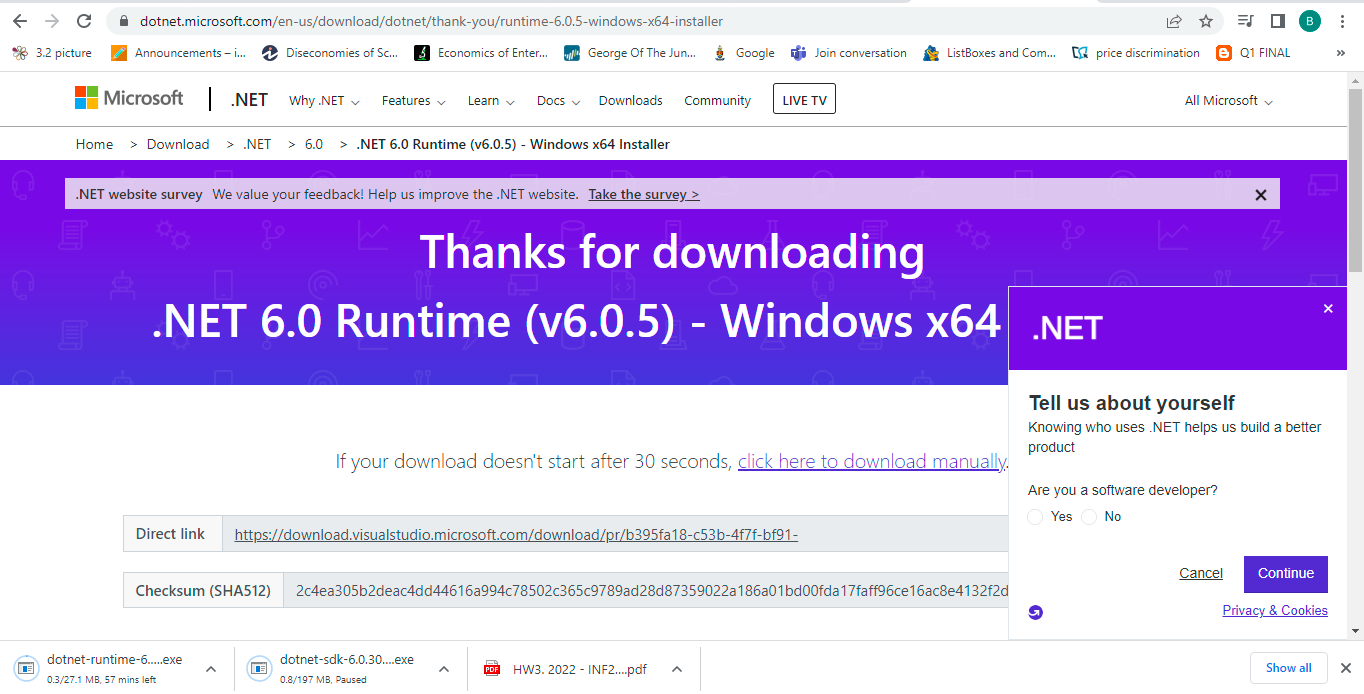 dotnet.microsoft.com/en-us/download/dotnet/thank-you/runtime-6.0.5-windows-x64-installer
B
3.2 picture
Announcements – i...
Diseconomies of Sc...
Economics of Enter...
George Of The Jun...
Google
Join conversation
ListBoxes and Com...
price discrimination
Q1 FINAL
»
Microsoft
.NET
Why .NET
Features
Learn
Docs
Downloads
Community
LIVE TV
All Microsoft
Home > Download > .NET > 6.0 > .NET 6.0 Runtime (v6.0.5) - Windows x64 Installer
.NET website survey We value your feedback! Help us improve the .NET website. Take the survey >
Thanks for downloading
.NET 6.0 Runtime (v6.0.5) - Windows x64
If your download doesn't start after 30 seconds, click here to download manually.
Direct link https://download.visualstudio.microsoft.com/download/pr/b395fa18-c53b-4f7f-bf91-
Checksum (SHA512) 2c4ea305b2deac4dd44616a994c78502c365c9789ad28d87359022a186a01bd00fda17faff96ce16ac8e4132f2d
.NET
Tell us about yourself
Knowing who uses .NET helps us build a better
product
Are you a software developer?
Yes No
Cancel
Continue
Privacy & Cookies
dotnet-runtime-6.....exe
0.3/27.1 MB, 57 mins left
dotnet-sdk-6.0.30....exe
0.8/197 MB, Paused
PDF
HW3. 2022 - INF2....pdf
Show all